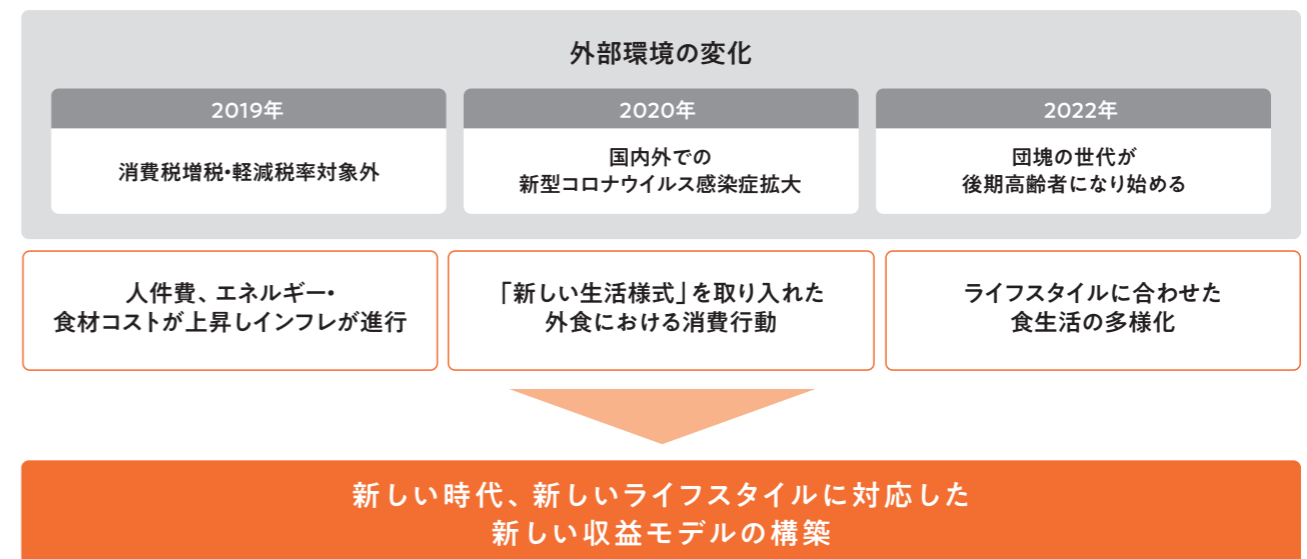 外部環境の変化
2019年
消費税増税・軽減税率対象外
2020年
国内外での
新型コロナウイルス感染症拡大
2022年
団塊の世代が
後期高齢者になり始める
人件費、エネルギー・
食材コストが上昇しインフレが進行
「新しい生活様式」を取り入れた
外食における消費行動
ライフスタイルに合わせた
食生活の多様化
新しい時代、新しいライフスタイルに対応した
新しい収益モデルの構築